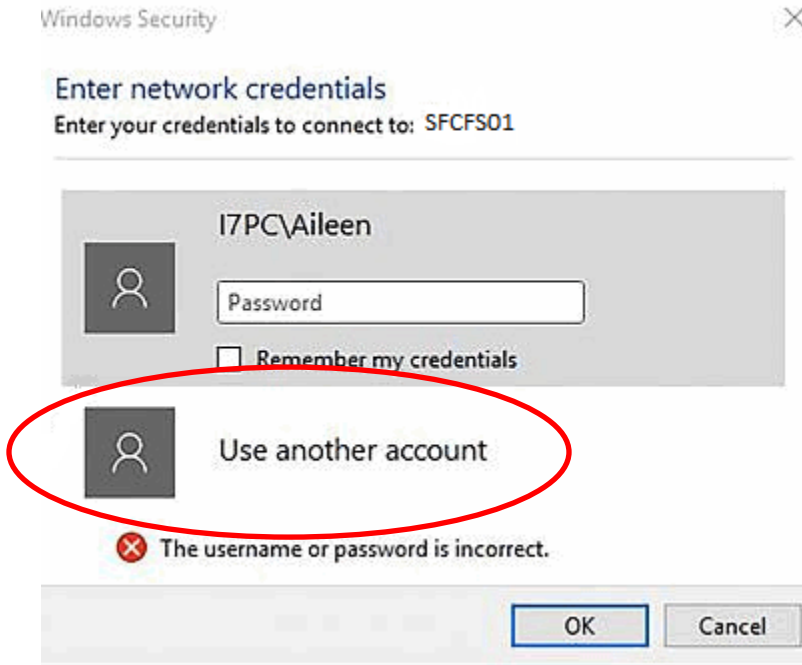 Windows Security
Enter network credentials
Enter your credentials to connect to: SFCFS01
I7PC\Aileen
Password
Remember my credentials
Use another account
The username or password is incorrect.
OK
Cancel